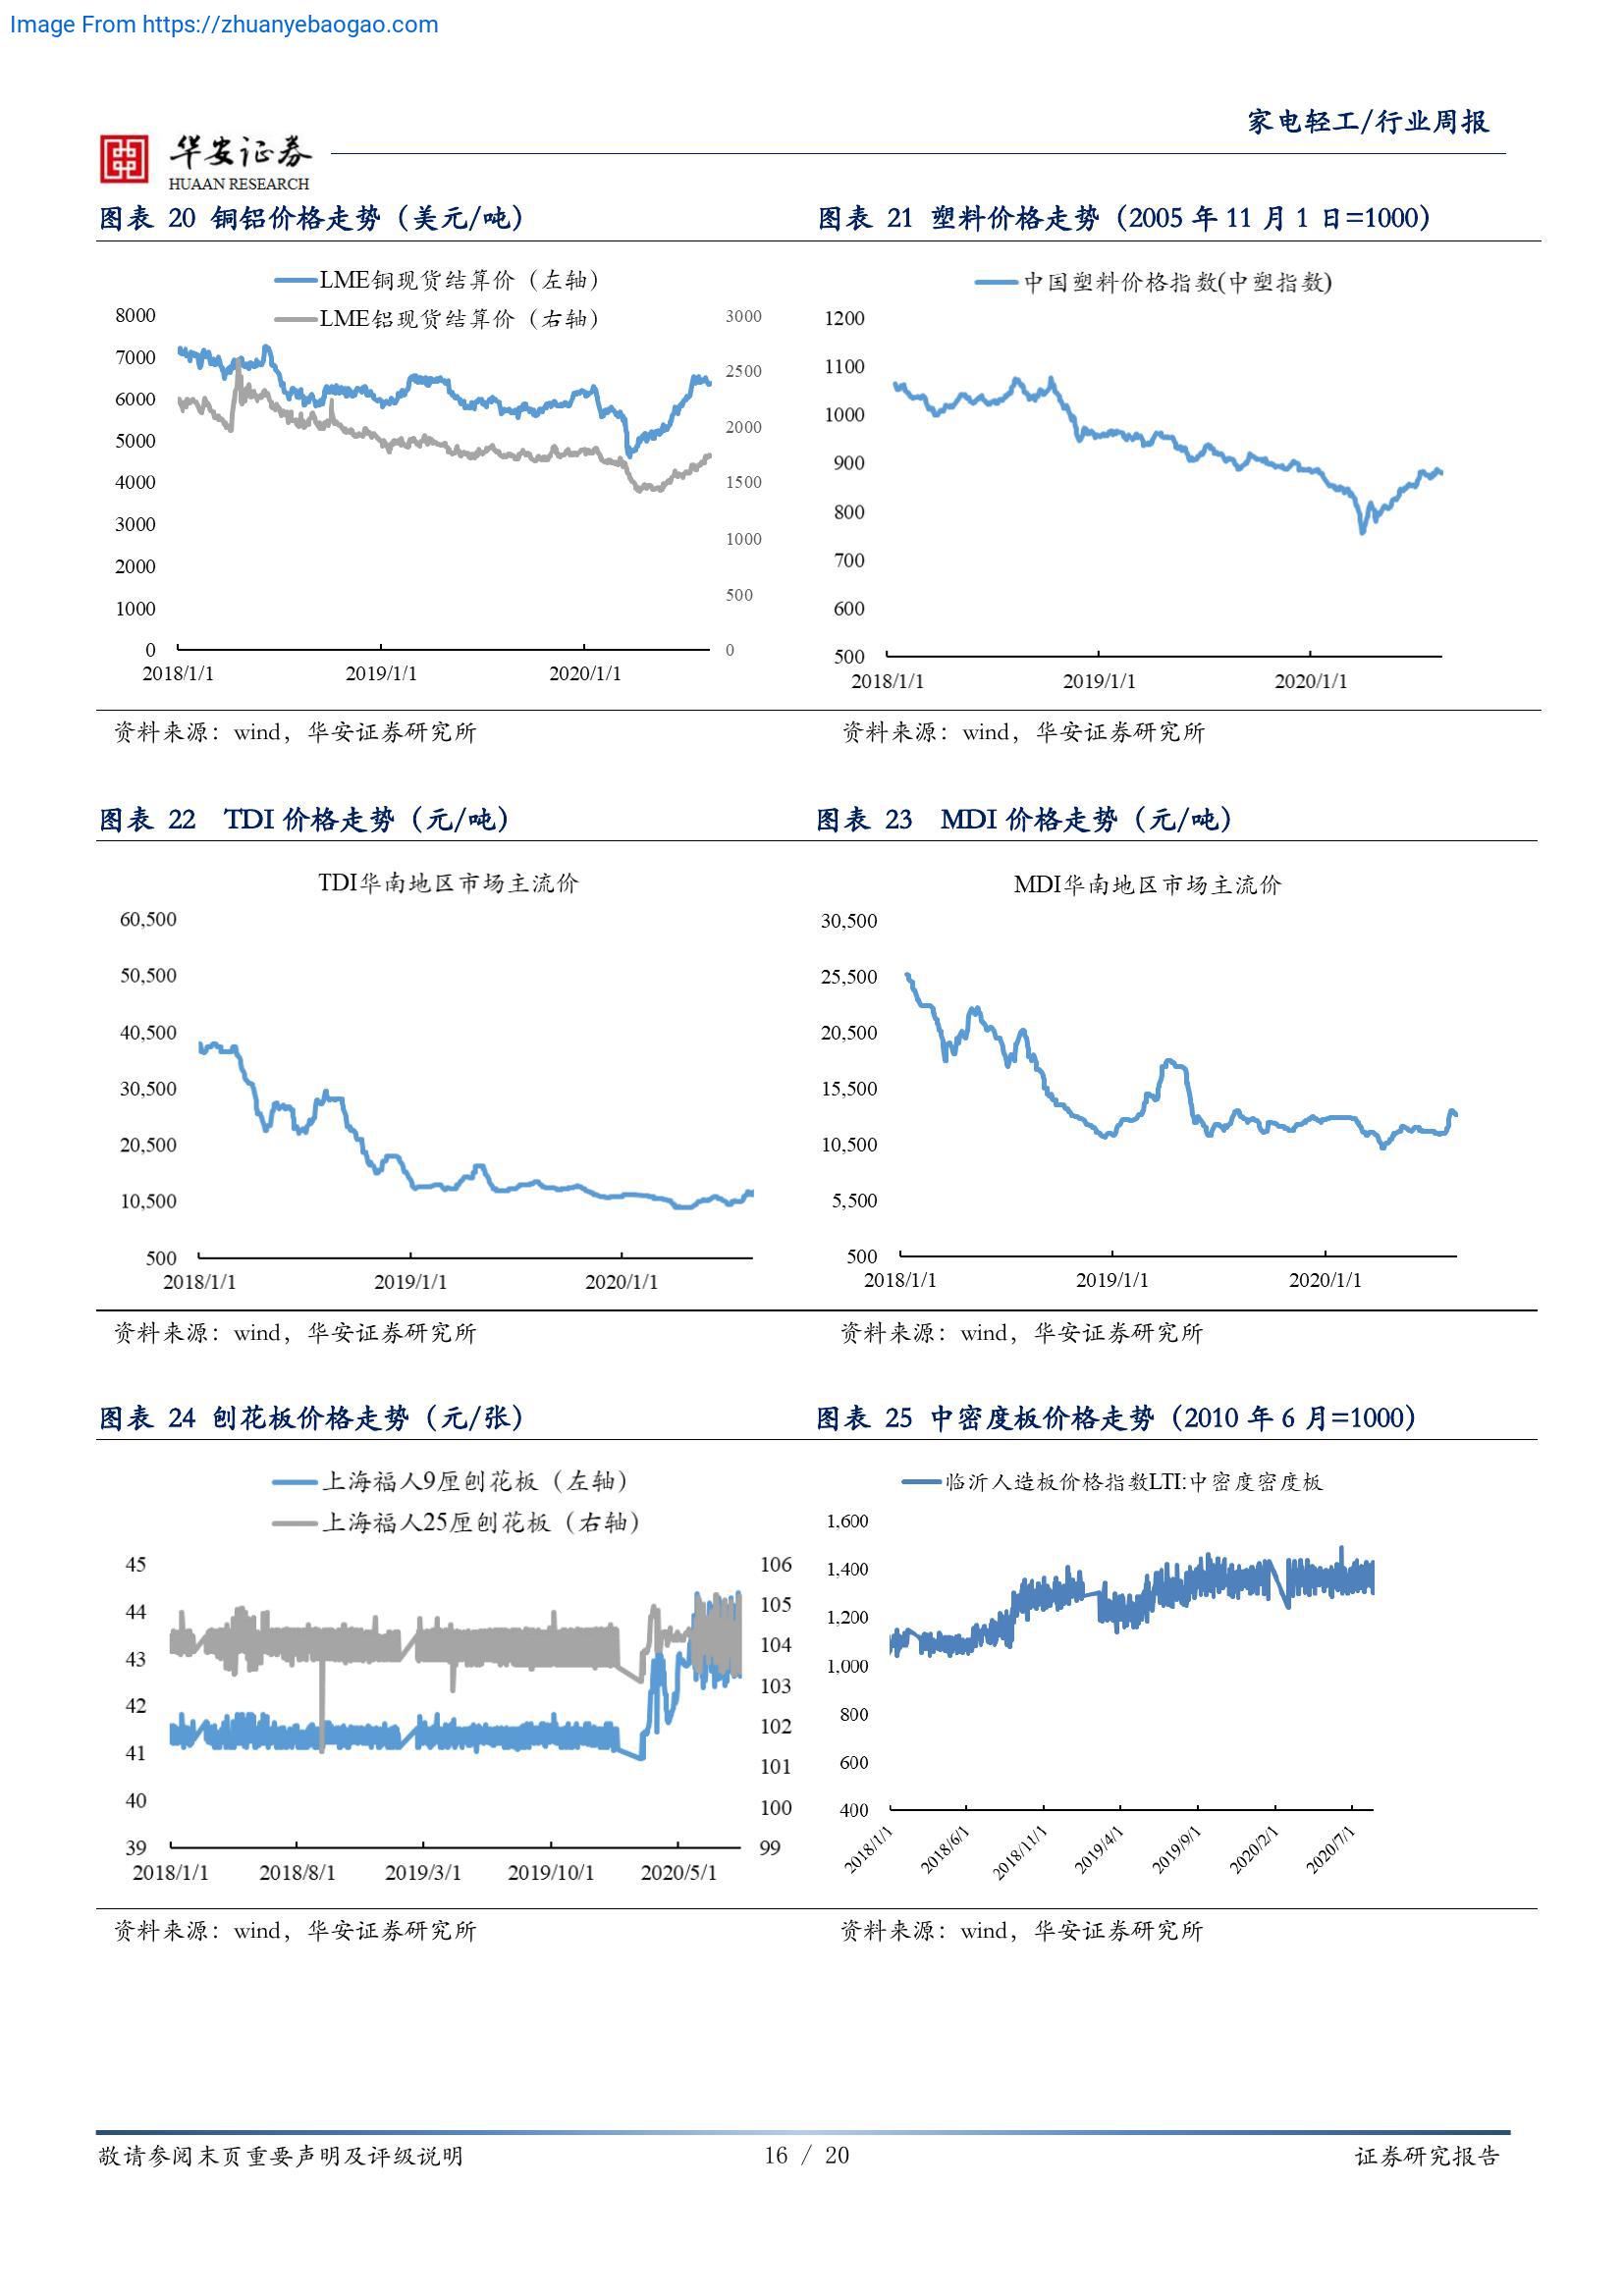 Image From https://zhuanyebaogao.com
家电轻工/行业周报
华安证券
HUAAN RESEARCH
图表 20 铜铝价格走势（美元/吨）
LME铜现货结算价（左轴）
LME铝现货结算价（右轴）
8000
7000
6000
5000
4000
3000
2000
1000
0
3000
2500
2000
1500
1000
500
0
2018/1/1 2019/1/1 2020/1/1
资料来源：wind，华安证券研究所
图表 21 塑料价格走势（2005 年 11 月 1 日=1000）
中国塑料价格指数(中塑指数)
1200
1100
1000
900
800
700
600
500
2018/1/1 2019/1/1 2020/1/1
资料来源：wind，华安证券研究所
图表 22 TDI 价格走势（元/吨）
TDI华南地区市场主流价
60,500
50,500
40,500
30,500
20,500
10,500
500
2018/1/1 2019/1/1 2020/1/1
资料来源：wind，华安证券研究所
图表 23 MDI 价格走势（元/吨）
MDI华南地区市场主流价
30,500
25,500
20,500
15,500
10,500
5,500
500
2018/1/1 2019/1/1 2020/1/1
资料来源：wind，华安证券研究所
图表 24 刨花板价格走势（元/张）
上海福人9厘刨花板（左轴）
上海福人25厘刨花板（右轴）
45
44
43
42
41
40
39
106
105
104
103
102
101
100
99
2018/1/1 2018/8/1 2019/3/1 2019/10/1 2020/5/1
资料来源：wind，华安证券研究所
图表 25 中密度板价格走势（2010 年 6 月=1000）
临沂人造板价格指数LTI:中密度密度板
1,600
1,400
1,200
1,000
800
600
400
2018/1/1 2018/6/1 2018/11/1 2019/4/1 2019/9/1 2020/2/1 2020/7/1
资料来源：wind，华安证券研究所
敬请参阅末页重要声明及评级说明 16 / 20 证券研究报告